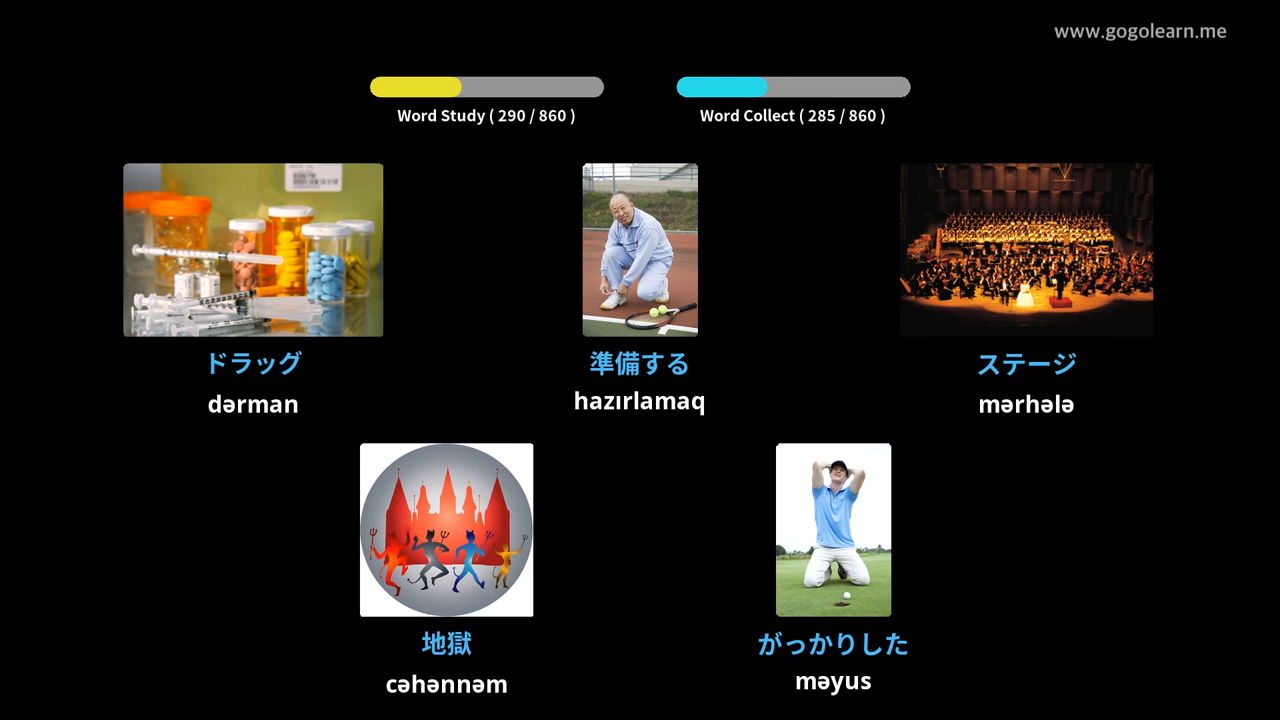 www.gogolearn.me
Word Study ( 290 / 860 )
Word Collect ( 285 / 860 )
ドラッグ
dərman
準備する
hazırlamaq
ステージ
mərhələ
地獄
cəhənnəm
がっかりした
məyus